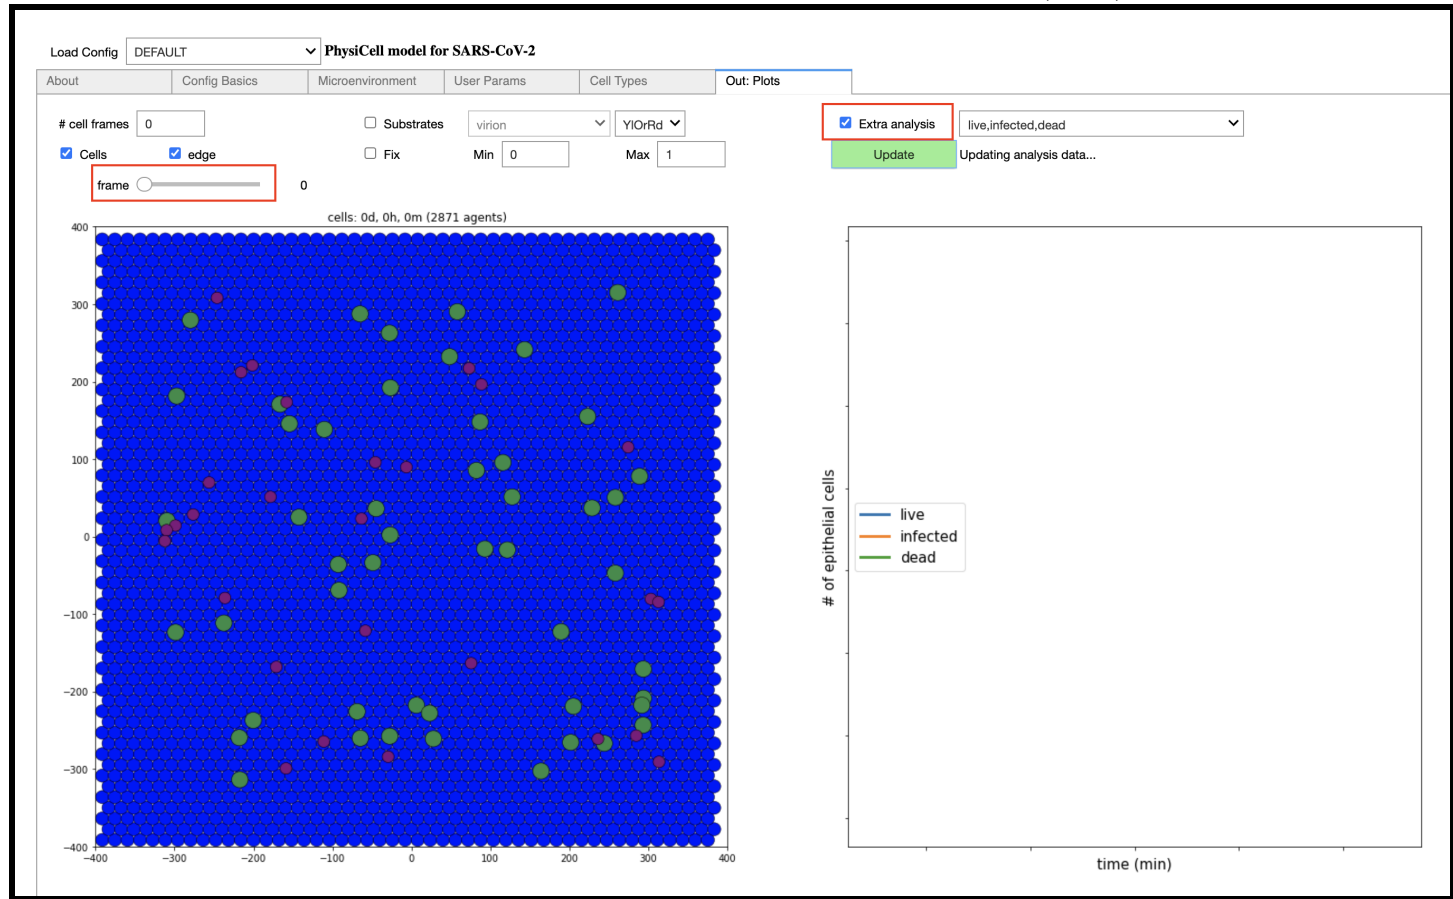 Load Config DEFAULT PhysiCell model for SARS-CoV-2
About Config Basics Microenvironment User Params Cell Types Out: Plots
# cell frames 0 Substrates virion YlOrRd Extra analysis live,infected,dead
Cells edge Fix Min 0 Max 1 Update Updating analysis data...
frame 0
cells: 0d, 0h, 0m (2871 agents)
400
300
200
100
0
−100
−200
−300
−400
−400 −300 −200 −100 0 100 200 300 400
# of epithelial cells
live
infected
dead
time (min)